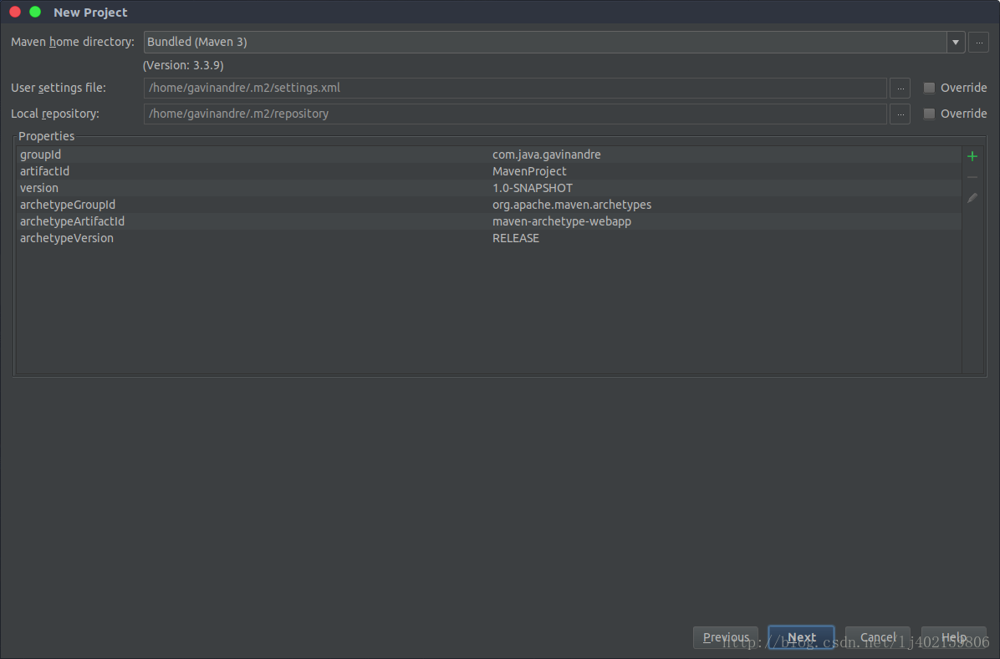 New Project
Maven home directory: Bundled (Maven 3) ...
(Version: 3.3.9)
User settings file: /home/gavinandre/.m2/settings.xml ... Override
Local repository: /home/gavinandre/.m2/repository ... Override
Properties
groupId com.java.gavinandre
artifactId MavenProject
version 1.0-SNAPSHOT
archetypeGroupId org.apache.maven.archetypes
archetypeArtifactId maven-archetype-webapp
archetypeVersion RELEASE
Previous Next Cancel Help
http://blog.csdn.net/lj402159806